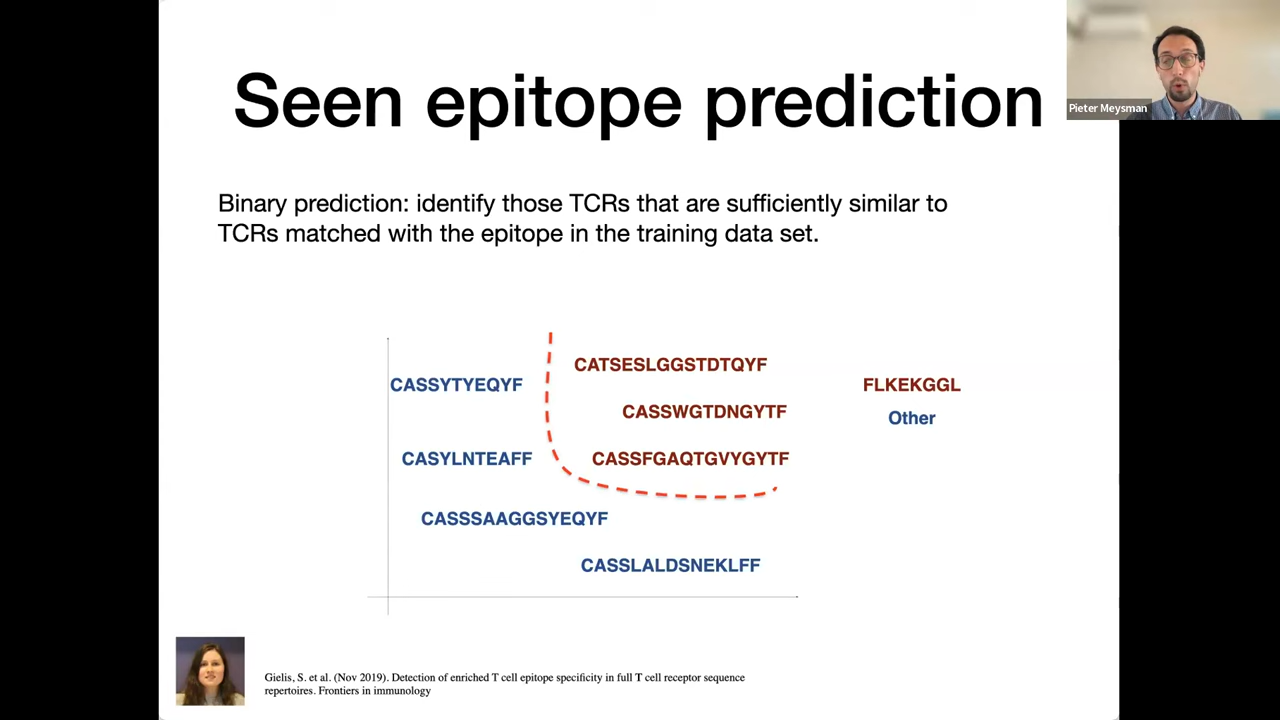 Seen epitope prediction
Pieter Meysman
Binary prediction: identify those TCRs that are sufficiently similar to
TCRs matched with the epitope in the training data set.
CATSESLGGSTDTQYF
CASSYTYEQYF
FLKEKGGL
CASSWGTDNGYTF
Other
CASYLNTEAFF
CASSFGAQTGVYGYTF
CASSSAAGGSYEQYF
CASSLALDSNEKLFF
Gielis, S. et al. (Nov 2019). Detection of enriched T cell epitope specificity in full T cell receptor sequence
repertoires. Frontiers in immunology